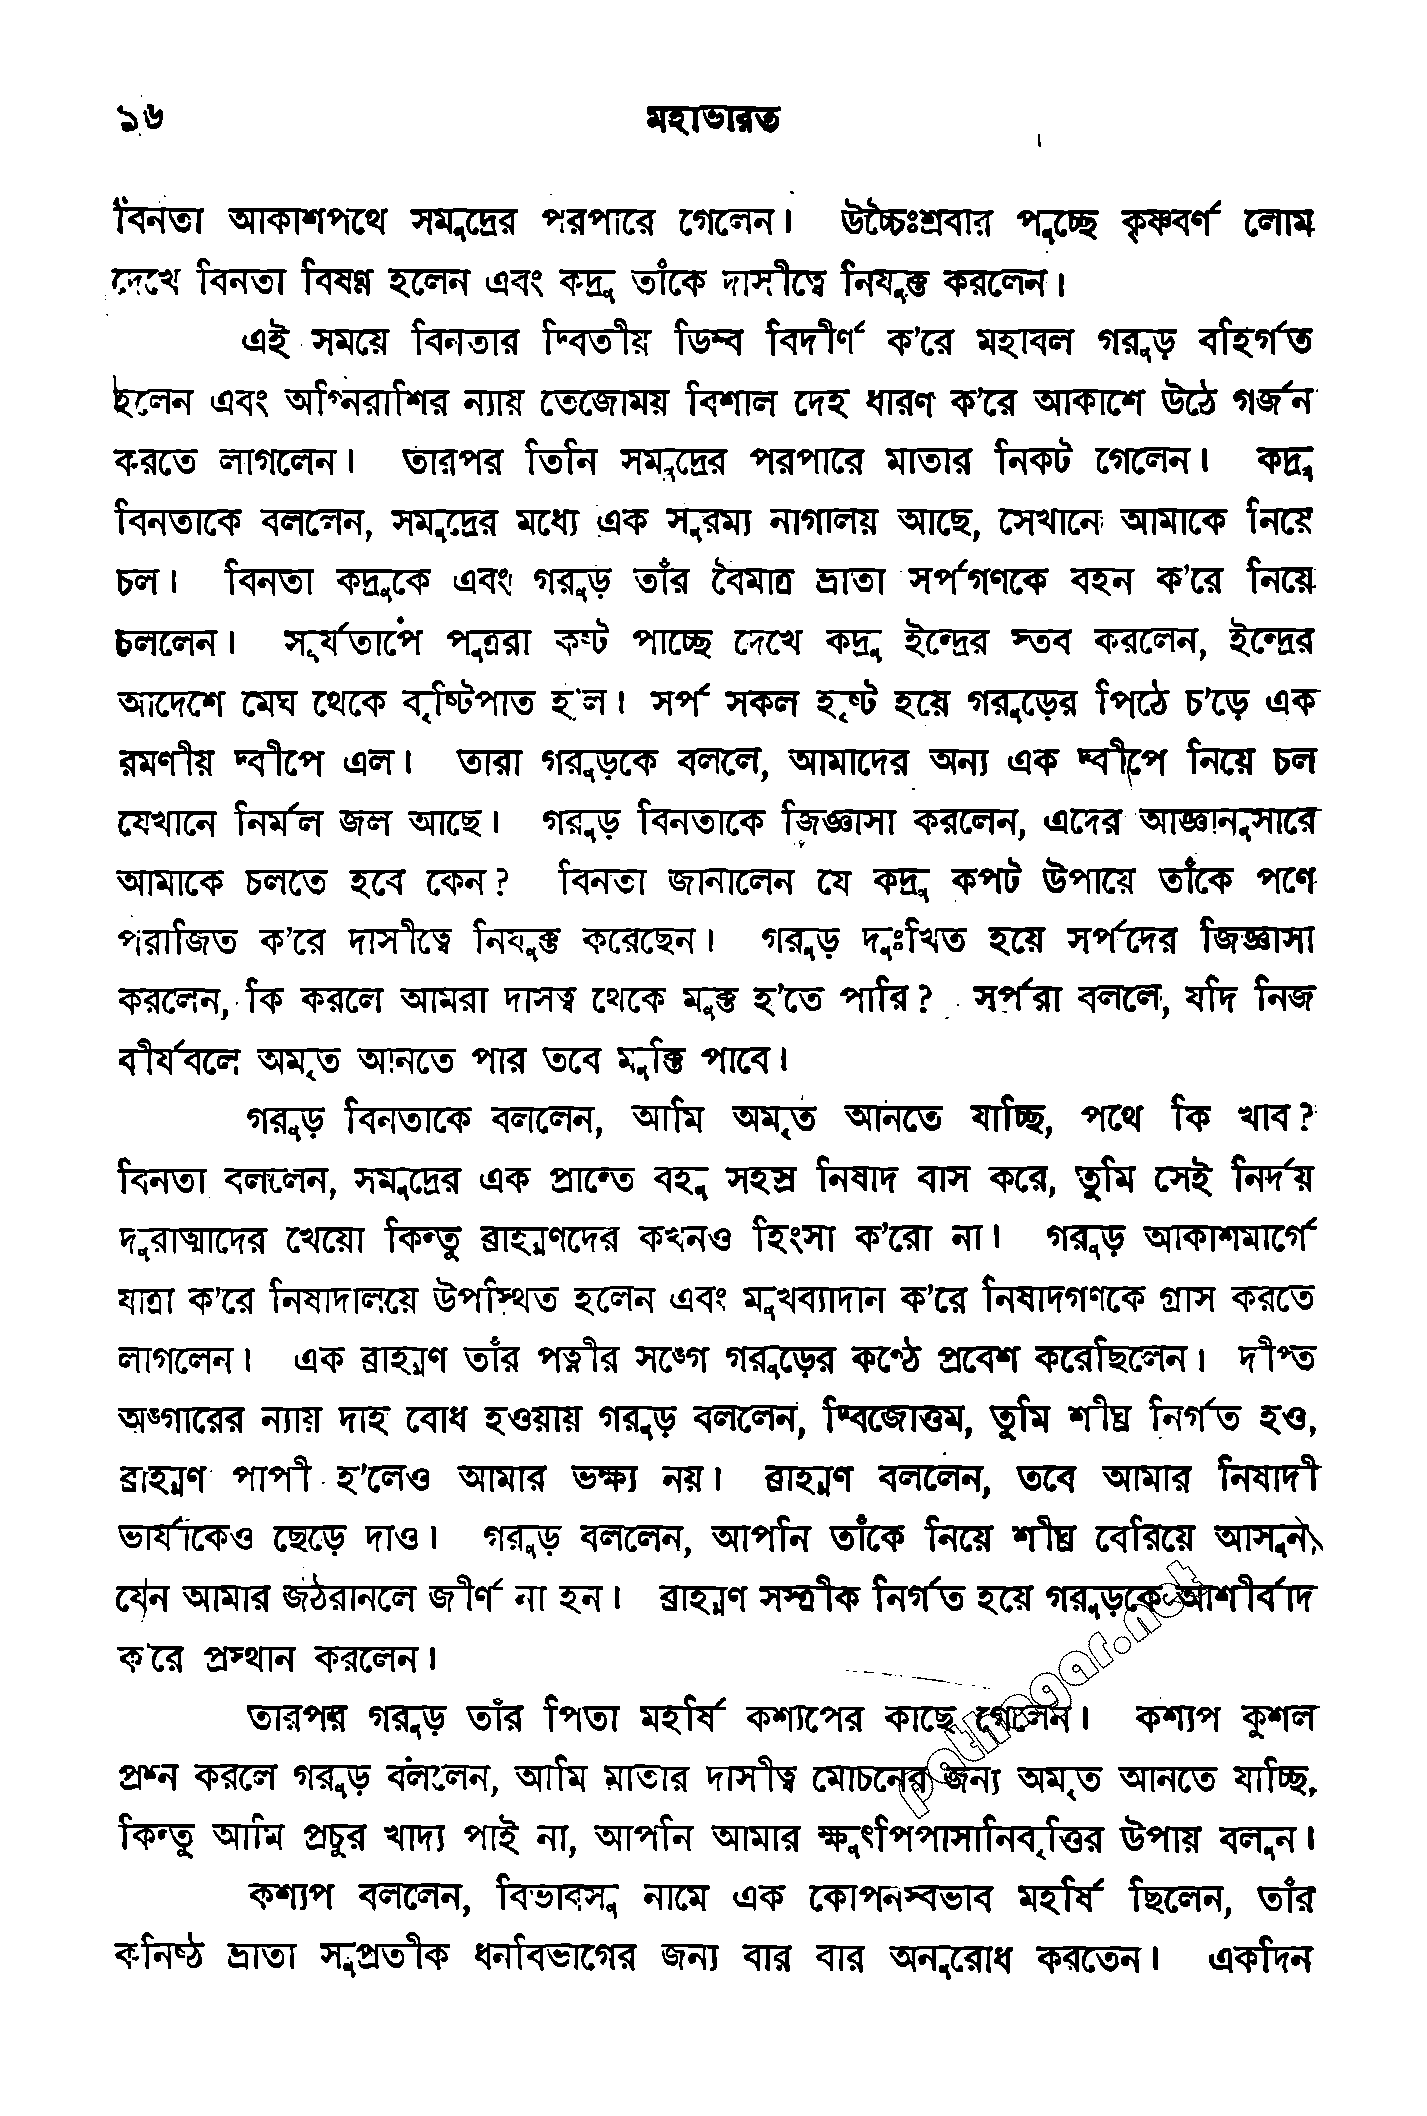 ১৬ মহাভারত
বিনতা আকাশপথে সমুদ্রের পরপারে গেলেন। উচ্চৈঃশ্রবার পুচ্ছে কৃষ্ণবর্ণ লোম
দেখে বিনতা বিষণ্ণ হলেন এবং কদ্রু তাঁকে দাসীত্বে নিযুক্ত করলেন।
এই সময়ে বিনতার দ্বিতীয় ডিম্ব বিদীর্ণ ক'রে মহাবল গরুড় বহির্গত
হলেন এবং অগ্নিরাশির ন্যায় তেজোময় বিশাল দেহ ধারণ ক'রে আকাশে উঠে গর্জন
করতে লাগলেন। তারপর তিনি সমুদ্রের পরপারে মাতার নিকট গেলেন। কদ্রু
বিনতাকে বললেন, সমুদ্রের মধ্যে এক সুরম্য নাগালয় আছে, সেখানে আমাকে নিয়ে
চল। বিনতা কদ্রুকে এবং গরুড় তাঁর বৈমাত্র ভ্রাতা সর্পগণকে বহন ক'রে নিয়ে
চললেন। সূর্যতাপে পুত্ররা কষ্ট পাচ্ছে দেখে কদ্রু ইন্দ্রের স্তব করলেন, ইন্দ্রের
আদেশে মেঘ থেকে বৃষ্টিপাত হ'ল। সর্প সকল হৃষ্ট হয়ে গরুড়ের পিঠে চ'ড়ে এক
রমণীয় দ্বীপে এল। তারা গরুড়কে বললে, আমাদের অন্য এক দ্বীপে নিয়ে চল
যেখানে নির্মল জল আছে। গরুড় বিনতাকে জিজ্ঞাসা করলেন, এদের আজ্ঞানুসারে
আমাকে চলতে হবে কেন? বিনতা জানালেন যে কদ্রু কপট উপায়ে তাঁকে পণে
পরাজিত ক'রে দাসীত্বে নিযুক্ত করেছেন। গরুড় দুঃখিত হয়ে সর্পদের জিজ্ঞাসা
করলেন, কি করলে আমরা দাসত্ব থেকে মুক্ত হ'তে পারি? সর্পরা বললে, যদি নিজ
বীর্যবলে অমৃত আনতে পার তবে মুক্তি পাবে।
গরুড় বিনতাকে বললেন, আমি অমৃত আনতে যাচ্ছি, পথে কি খাব?
বিনতা বললেন, সমুদ্রের এক প্রান্তে বহু সহস্র নিষাদ বাস করে, তুমি সেই নির্দয়
দুরাত্মাদের খেয়ো কিন্তু ব্রাহ্মণদের কখনও হিংসা ক'রো না। গরুড় আকাশমার্গে
যাত্রা ক'রে নিষাদালয়ে উপস্থিত হলেন এবং মুখব্যাদান ক'রে নিষাদগণকে গ্রাস করতে
লাগলেন। এক ব্রাহ্মণ তাঁর পত্নীর সঙ্গে গরুড়ের কণ্ঠে প্রবেশ করেছিলেন। দীপ্ত
অঙ্গারের ন্যায় দাহ বোধ হওয়ায় গরুড় বললেন, দ্বিজোত্তম, তুমি শীঘ্র নির্গত হও,
ব্রাহ্মণ পাপী হ'লেও আমার ভক্ষ্য নয়। ব্রাহ্মণ বললেন, তবে আমার নিষাদী
ভার্যাকেও ছেড়ে দাও। গরুড় বললেন, আপনি তাঁকে নিয়ে শীঘ্র বেরিয়ে আসুন,
যেন আমার জঠরানলে জীর্ণ না হন। ব্রাহ্মণ সস্ত্রীক নির্গত হয়ে গরুড়কে আশীর্বাদ
ক'রে প্রস্থান করলেন।
তারপর গরুড় তাঁর পিতা মহর্ষি কশ্যপের কাছে গেলেন। কশ্যপ কুশল
প্রশ্ন করলে গরুড় বললেন, আমি মাতার দাসীত্ব মোচনের জন্য অমৃত আনতে যাচ্ছি,
কিন্তু আমি প্রচুর খাদ্য পাই না, আপনি আমার ক্ষুৎপিপাসানিবৃত্তির উপায় বলুন।
কশ্যপ বললেন, বিভাবসু নামে এক কোপনস্বভাব মহর্ষি ছিলেন, তাঁর
কনিষ্ঠ ভ্রাতা সুপ্রতীক ধনবিভাগের জন্য বার বার অনুরোধ করতেন। একদিন
pathagar.net